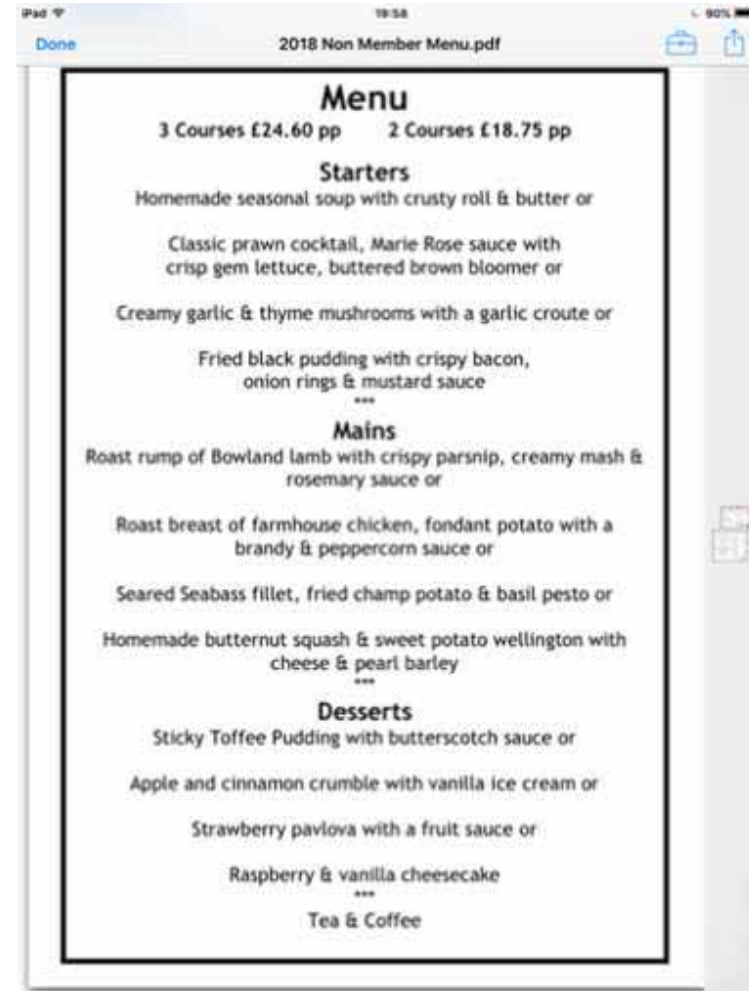 iPad
19:58
90%
Done
2018 Non Member Menu.pdf
Menu
3 Courses £24.60 pp 2 Courses £18.75 pp
Starters
Homemade seasonal soup with crusty roll & butter or
Classic prawn cocktail, Marie Rose sauce with
crisp gem lettuce, buttered brown bloomer or
Creamy garlic & thyme mushrooms with a garlic croute or
Fried black pudding with crispy bacon,
onion rings & mustard sauce
***
Mains
Roast rump of Bowland lamb with crispy parsnip, creamy mash &
rosemary sauce or
Roast breast of farmhouse chicken, fondant potato with a
brandy & peppercorn sauce or
Seared Seabass fillet, fried champ potato & basil pesto or
Homemade butternut squash & sweet potato wellington with
cheese & pearl barley
***
Desserts
Sticky Toffee Pudding with butterscotch sauce or
Apple and cinnamon crumble with vanilla ice cream or
Strawberry pavlova with a fruit sauce or
Raspberry & vanilla cheesecake
***
Tea & Coffee